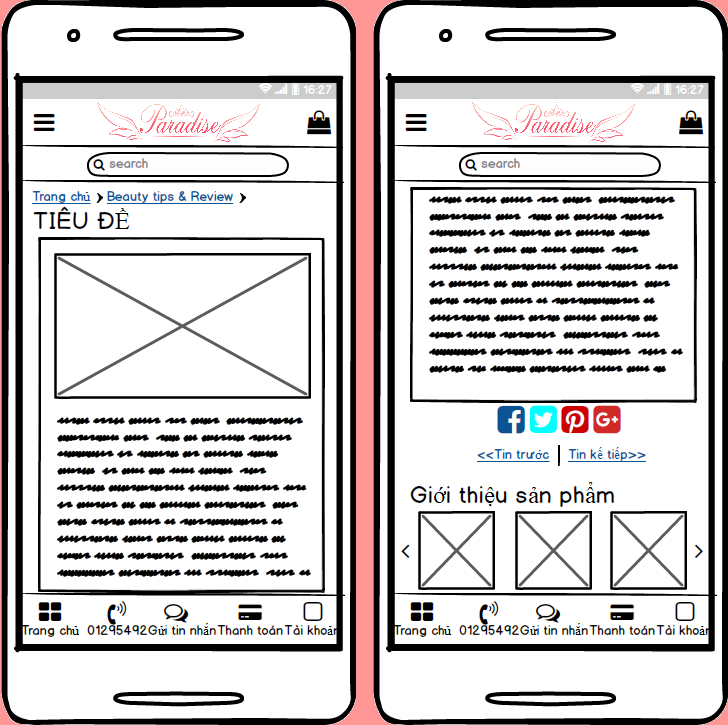 16:27
Paradise
search
Trang chủ Beauty tips & Review
TIÊU ĐỀ
Trang chủ 01295492 Gửi tin nhắn Thanh toán Tài khoản
16:27
Paradise
search
<<Tin trước | Tin kế tiếp>>
Giới thiệu sản phẩm
Trang chủ 01295492 Gửi tin nhắn Thanh toán Tài khoản